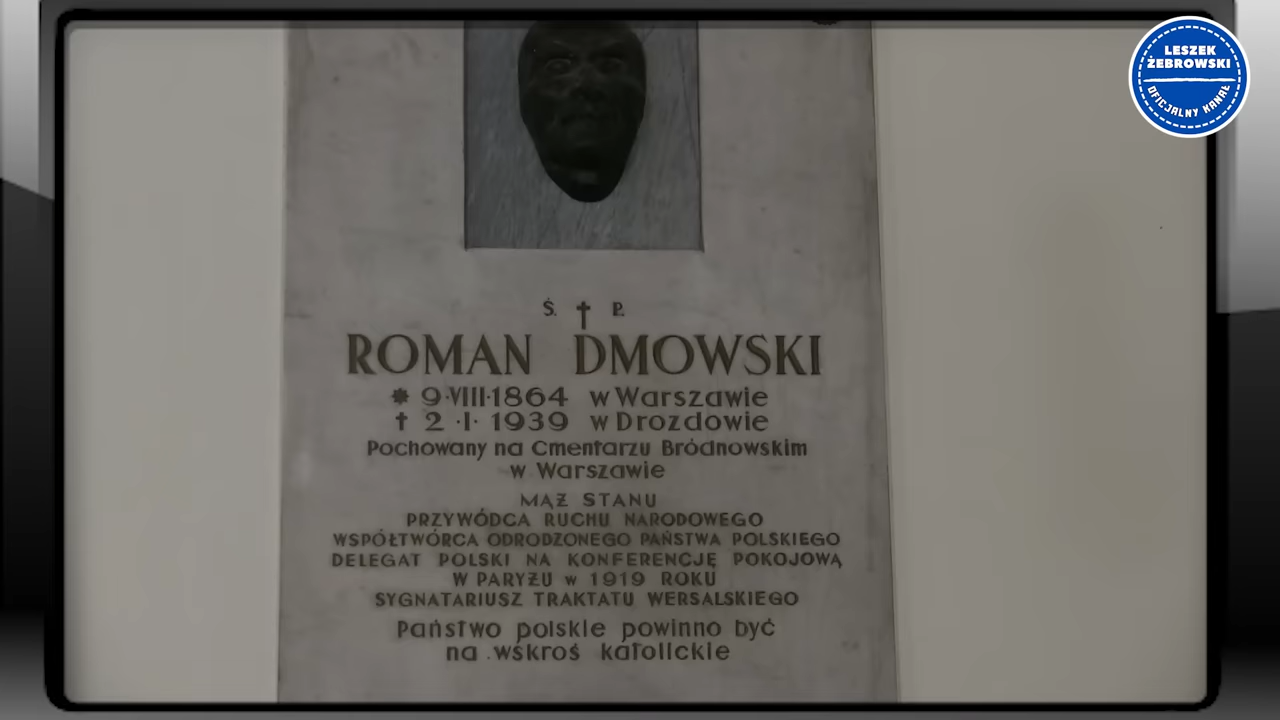 LESZEK
ŻEBROWSKI
OFICJALNY KANAŁ
Ś. † P.
ROMAN DMOWSKI
* 9·VIII·1864 w Warszawie
† 2·I·1939 w Drozdowie
Pochowany na Cmentarzu Bródnowskim
w Warszawie
MĄŻ STANU
PRZYWÓDCA RUCHU NARODOWEGO
WSPÓŁTWÓRCA ODRODZONEGO PAŃSTWA POLSKIEGO
DELEGAT POLSKI NA KONFERENCJĘ POKOJOWĄ
W PARYŻU w 1919 ROKU
SYGNATARIUSZ TRAKTATU WERSALSKIEGO
Państwo polskie powinno być
na wskroś katolickie